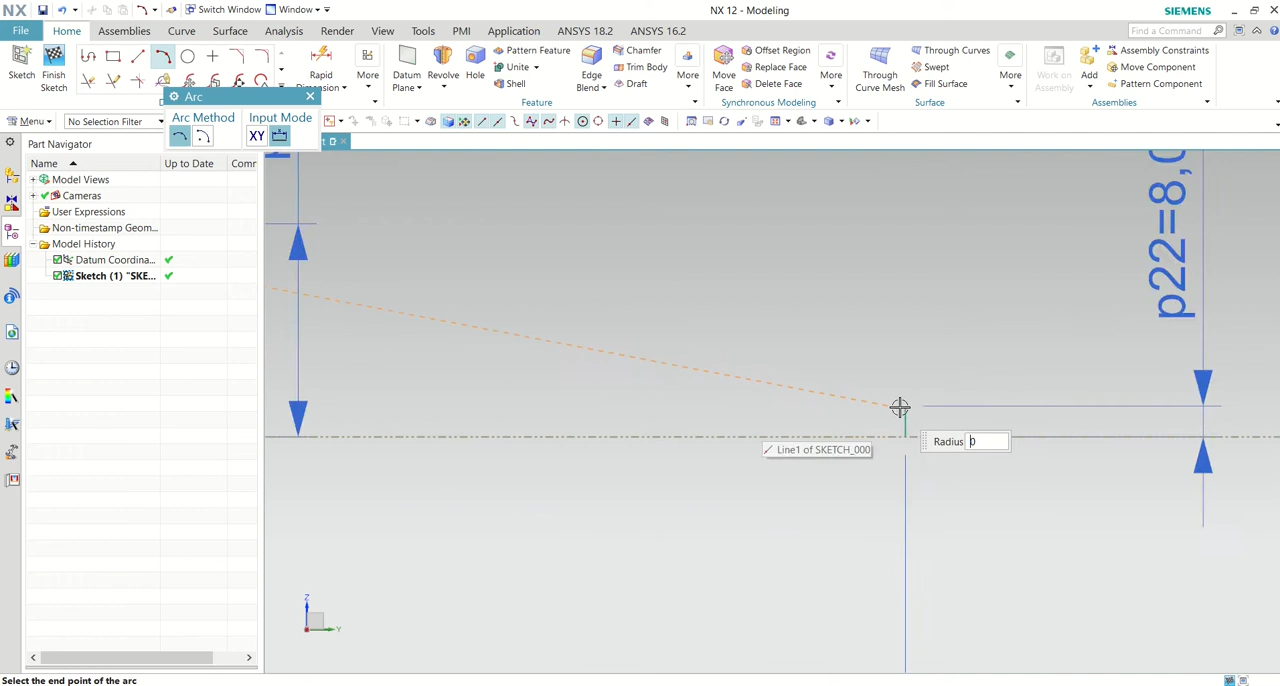 NX
Switch Window
Window
NX 12 - Modeling
SIEMENS
File
Home
Assemblies
Curve
Surface
Analysis
View
Render
Tools
PMI
Application
ANSYS 18.2
ANSYS 16.2
Find a Command
Sketch
Finish
Sketch
Rapid
Dimension
More
Datum
Plane
Revolve
Hole
Pattern Feature
Unite
Shell
Edge
Blend
Chamfer
Trim Body
Draft
More
Feature
Move
Face
Offset Region
Replace Face
Delete Face
More
Synchronous Modeling
Through
Curve Mesh
Through Curves
Swept
Fill Surface
More
Surface
Work on
Assembly
Add
Assembly Constraints
Move Component
Pattern Component
Assemblies
Arc
Arc Method
Input Mode
XY
Menu
No Selection Filter
Part Navigator
Name
Up to Date
Comr
Model Views
Cameras
User Expressions
Non-timestamp Geom...
Model History
Datum Coordina...
Sketch (1) "SKE...
p22=8,0
Line1 of SKETCH_000
Radius
0
Z
Y
Select the end point of the arc